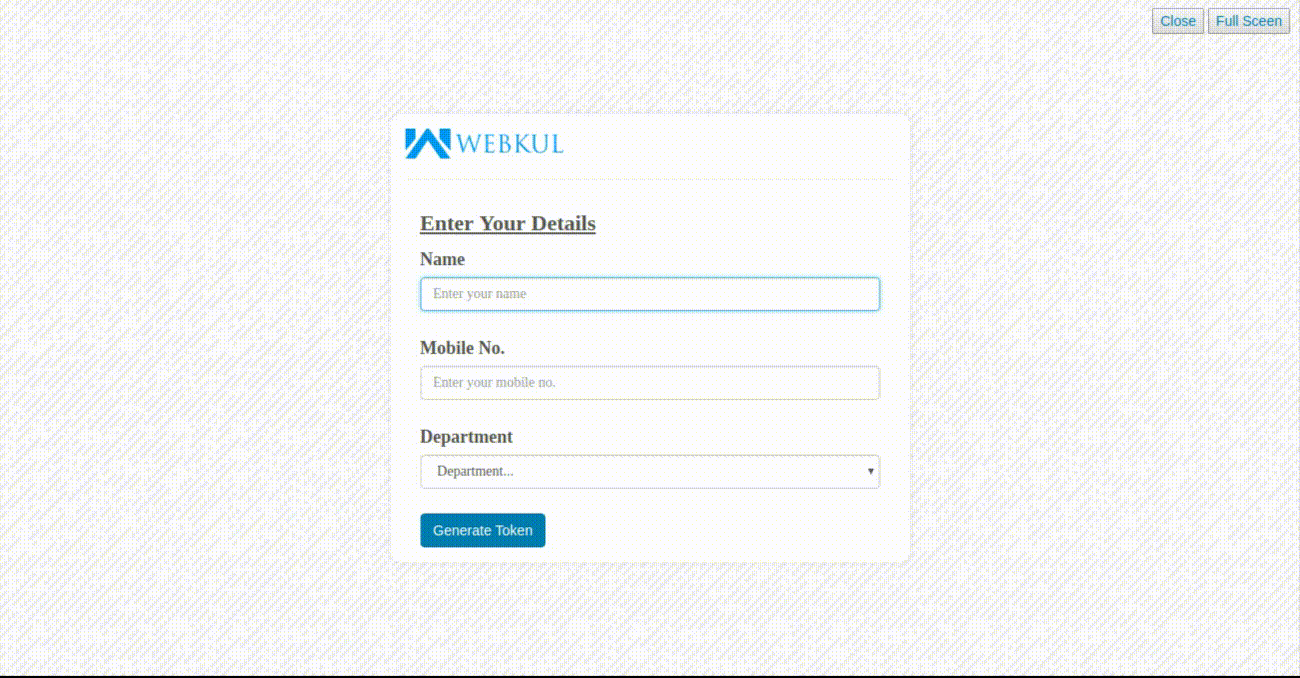 Close Full Sceen
WEBKUL
Enter Your Details
Name
Enter your name
Mobile No.
Enter your mobile no.
Department
Department...
Generate Token